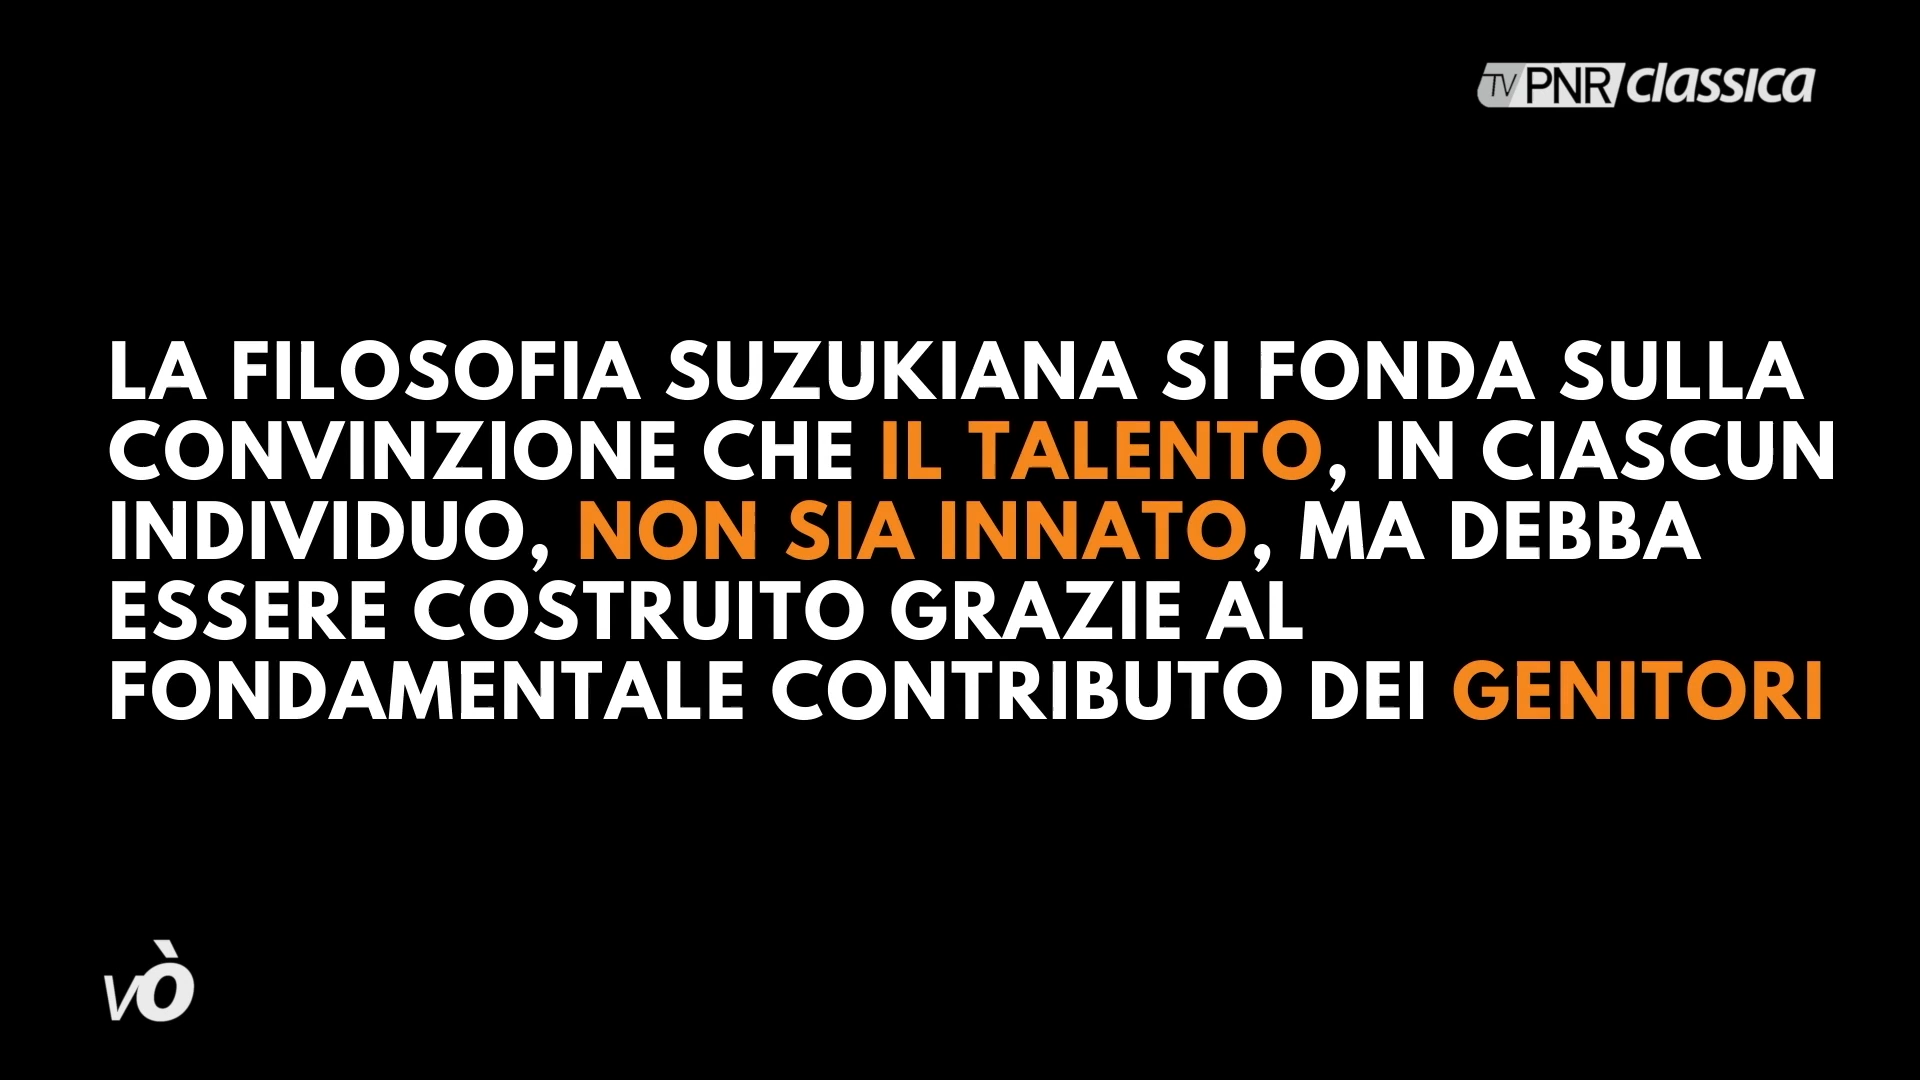 TV PNR classica
LA FILOSOFIA SUZUKIANA SI FONDA SULLA
CONVINZIONE CHE IL TALENTO, IN CIASCUN
INDIVIDUO, NON SIA INNATO, MA DEBBA
ESSERE COSTRUITO GRAZIE AL
FONDAMENTALE CONTRIBUTO DEI GENITORI
vò